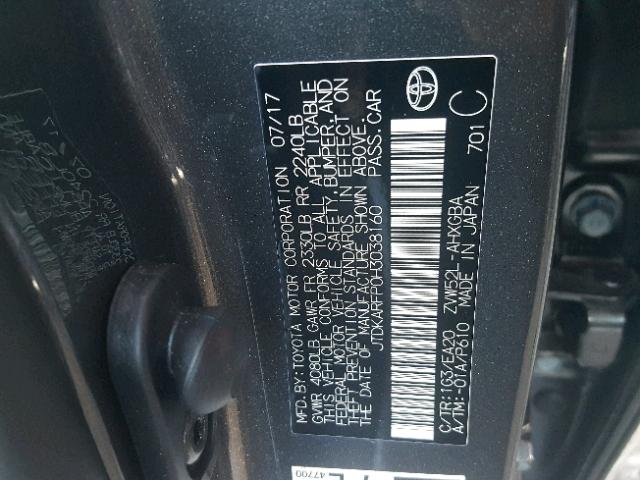 MFD. BY: TOYOTA MOTOR CORPORATION 07/17
GVWR 4080LB GAWR FR 2330LB RR 2240LB
THIS VEHICLE CONFORMS TO ALL APPLICABLE
FEDERAL MOTOR VEHICLE SAFETY, BUMPER, AND
THEFT PREVENTION STANDARDS IN EFFECT ON
THE DATE OF MANUFACTURE SHOWN ABOVE.
JTDKARFP0H3038160 PASS. CAR
C/TR: 1G3/EA20 ZVW52L-AHXGBA
A/TM: -01A/P610 MADE IN JAPAN 701
C
47700